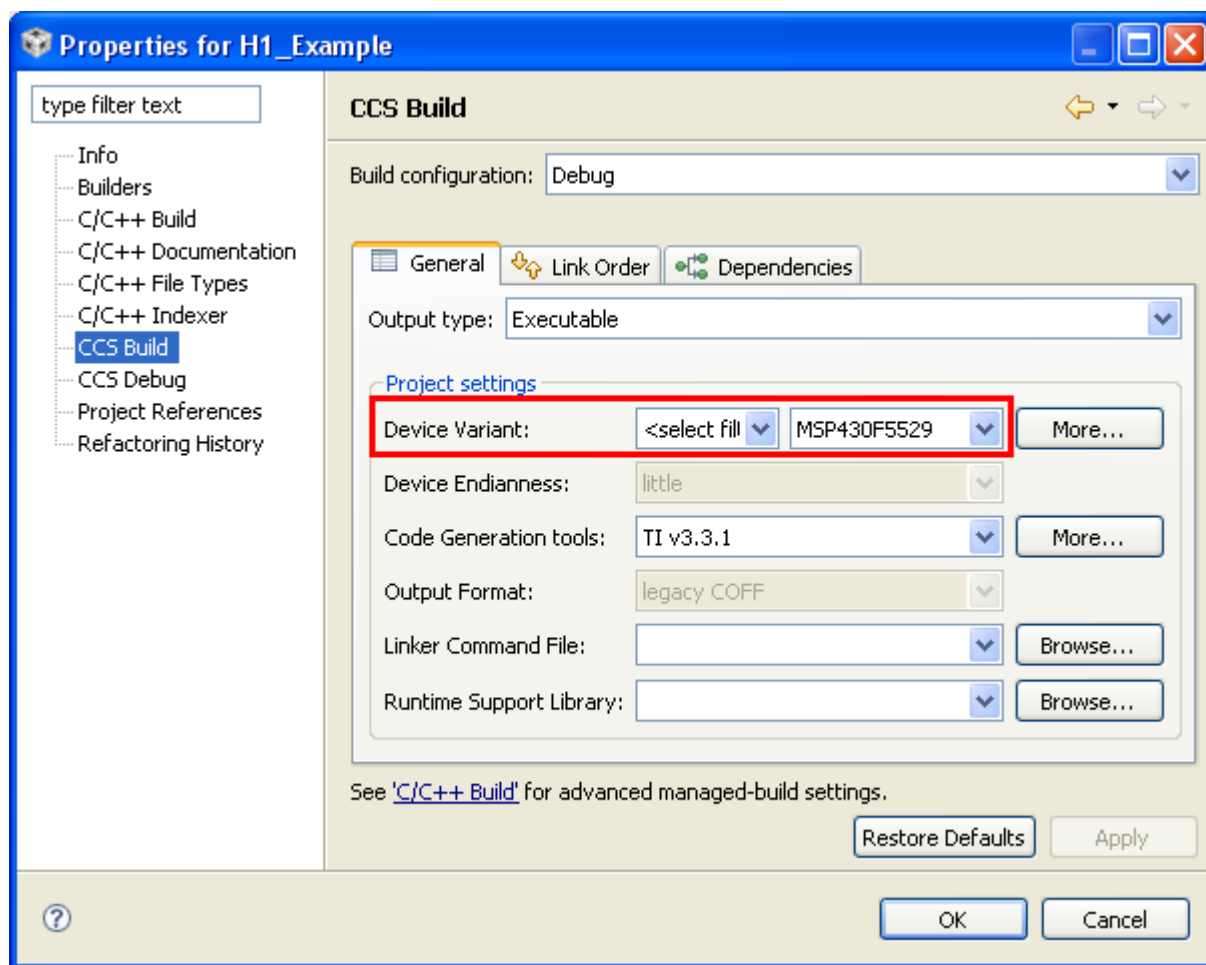 Properties for H1_Example
type filter text
Info
Builders
C/C++ Build
C/C++ Documentation
C/C++ File Types
C/C++ Indexer
CCS Build
CCS Debug
Project References
Refactoring History
CCS Build
Build configuration: Debug
General Link Order Dependencies
Output type: Executable
Project settings
Device Variant: <select fil MSP430F5529 More...
Device Endianness: little
Code Generation tools: TI v3.3.1 More...
Output Format: legacy COFF
Linker Command File: Browse...
Runtime Support Library: Browse...
See 'C/C++ Build' for advanced managed-build settings.
Restore Defaults Apply
? OK Cancel